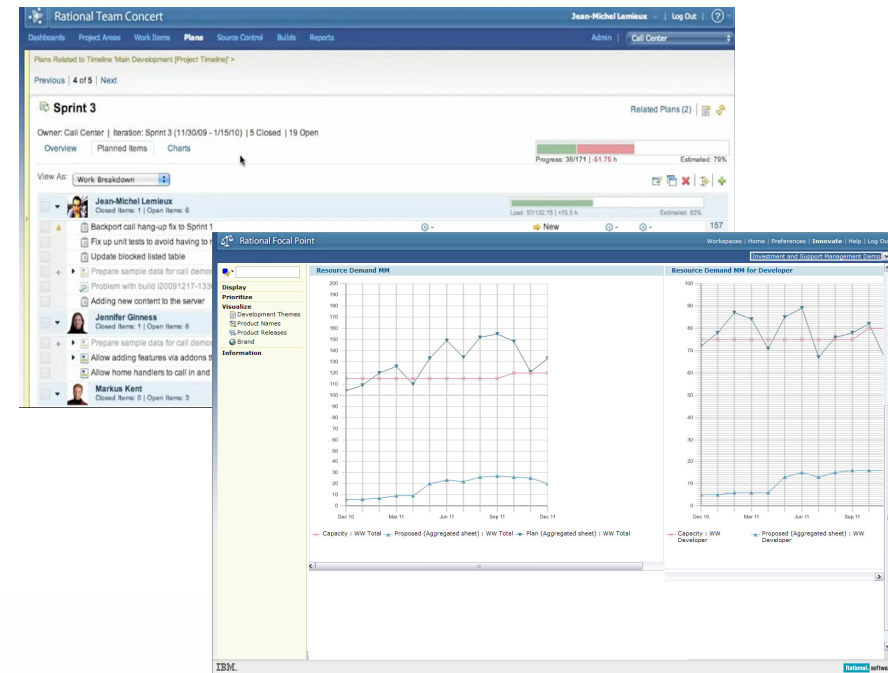 Rational Team Concert
Jean-Michel Lemieux | Log Out | ?
Dashboards Project Areas Work Items Plans Source Control Builds Reports
Admin | Call Center
Plans Related to Timeline 'Main Development [Project Timeline]' >
Previous | 4 of 5 | Next
Sprint 3
Related Plans (2)
Owner: Call Center | Iteration: Sprint 3 (11/30/09 - 1/15/10) | 5 Closed | 19 Open
Overview Planned Items Charts
Progress: 36/171 | -51.75 h Estimated: 79%
View As: Work Breakdown
Jean-Michel Lemieux
Closed Items: 1 | Open Items: 6
Load: 57/132.75 | +75.5 h Estimated: 83%
Backport call hang-up fix to Sprint 1
New
157
Fix up unit tests to avoid having to r
Update blocked listed table
Prepare sample data for call demo
Problem with build I20091217-133
Adding new content to the server
Jennifer Ginness
Closed Items: 1 | Open Items: 6
Prepare sample data for call demo
Allow adding features via addons t
Allow home handlers to call in and
Markus Kent
Closed Items: 0 | Open Items: 3
Rational Focal Point
Workspaces | Home | Preferences | Innovate | Help | Log Ou
Investment and Support Management Demo
Display
Prioritize
Visualize
Development Themes
Product Names
Product Releases
Brand
Information
Resource Demand MM
200
190
180
170
160
150
140
130
120
110
100
90
80
70
60
50
40
30
20
10
0
Dec 10 Mar 11 Jun 11 Sep 11 Dec 11
Capacity : WW Total Proposed (Aggregated sheet) : WW Total Plan (Aggregated sheet) : WW Total
Resource Demand MM for Developer
100
90
80
70
60
50
40
30
20
10
0
Dec 10 Mar 11 Jun 11 Sep 11
Capacity : WW Developer
Proposed (Aggregated sheet) : WW Developer
IBM.
Rational. softwa